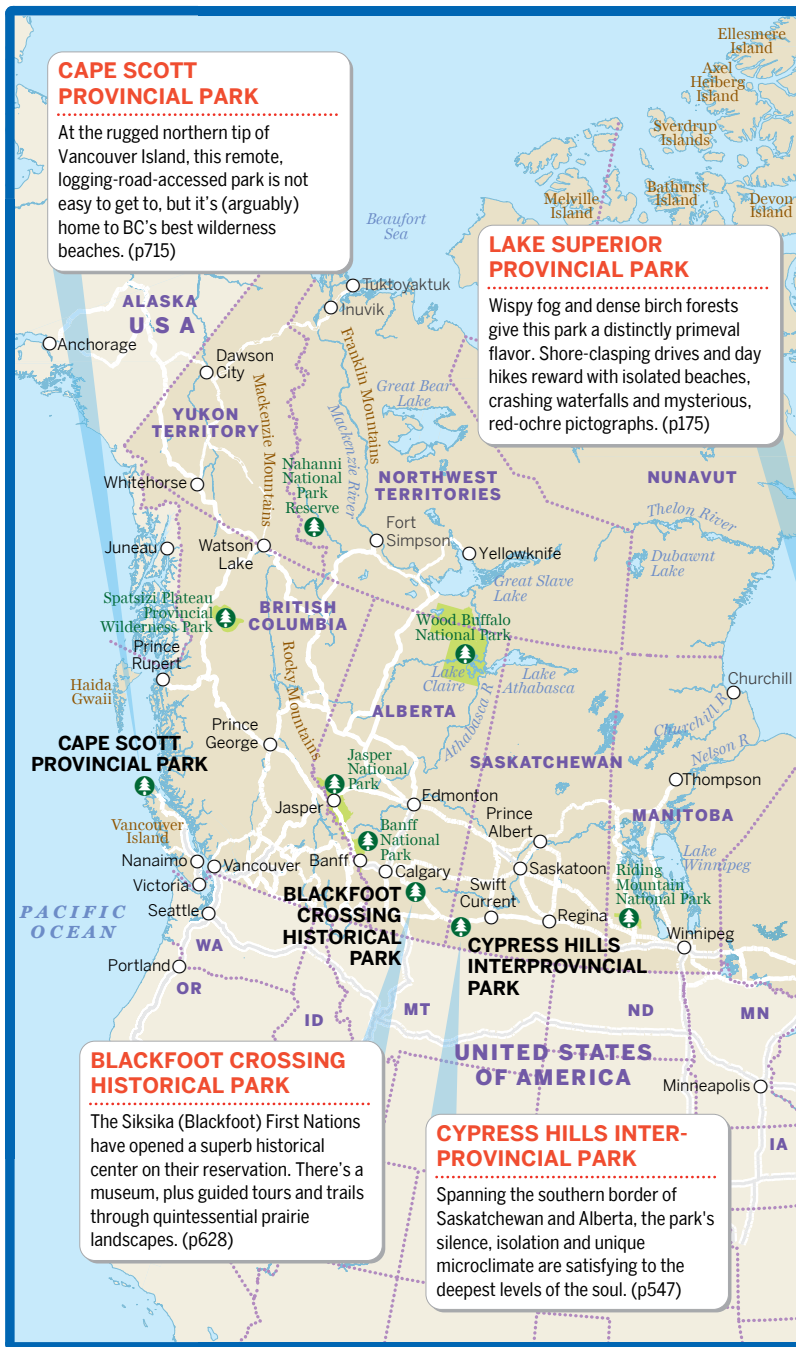 CAPE SCOTT
PROVINCIAL PARK
At the rugged northern tip of
Vancouver Island, this remote,
logging-road-accessed park is not
easy to get to, but it's (arguably)
home to BC's best wilderness
beaches. (p715)
Ellesmere
Island
Axel
Heiberg
Island
Sverdrup
Islands
Melville
Island
Bathurst
Island
Devon
Island
Beaufort
Sea
LAKE SUPERIOR
PROVINCIAL PARK
Wispy fog and dense birch forests
give this park a distinctly primeval
flavor. Shore-clasping drives and day
hikes reward with isolated beaches,
crashing waterfalls and mysterious,
red-ochre pictographs. (p175)
Tuktoyaktuk
Inuvik
ALASKA
USA
Anchorage
Dawson
City
Franklin Mountains
Mackenzie Mountains
Mackenzie River
Great Bear
Lake
YUKON
TERRITORY
Nahanni
National
Park
Reserve
NORTHWEST
TERRITORIES
NUNAVUT
Whitehorse
Thelon River
Fort
Simpson
Juneau
Watson
Lake
Yellowknife
Dubawnt
Lake
Great Slave
Lake
Spatsizi Plateau
Provincial
Wilderness Park
BRITISH
COLUMBIA
Wood Buffalo
National Park
Prince
Rupert
Rocky Mountains
Lake
Claire
Lake
Athabasca
Haida
Gwaii
Churchill
ALBERTA
Athabasca R
Churchill R
Prince
George
Nelson R
CAPE SCOTT
PROVINCIAL PARK
Jasper
National
Park
SASKATCHEWAN
Thompson
Jasper
Edmonton
Prince
Albert
MANITOBA
Vancouver
Island
Banff
National
Park
Lake
Winnipeg
Nanaimo
Vancouver
Banff
Calgary
Saskatoon
Riding
Mountain
National Park
Victoria
BLACKFOOT
CROSSING
HISTORICAL
PARK
Swift
Current
PACIFIC
OCEAN
Seattle
Regina
WA
CYPRESS HILLS
INTERPROVINCIAL
PARK
Winnipeg
Portland
OR
ID
MT
ND
MN
UNITED STATES
OF AMERICA
Minneapolis
IA
BLACKFOOT CROSSING
HISTORICAL PARK
The Siksika (Blackfoot) First Nations
have opened a superb historical
center on their reservation. There's a
museum, plus guided tours and trails
through quintessential prairie
landscapes. (p628)
CYPRESS HILLS INTER-
PROVINCIAL PARK
Spanning the southern border of
Saskatchewan and Alberta, the park's
silence, isolation and unique
microclimate are satisfying to the
deepest levels of the soul. (p547)